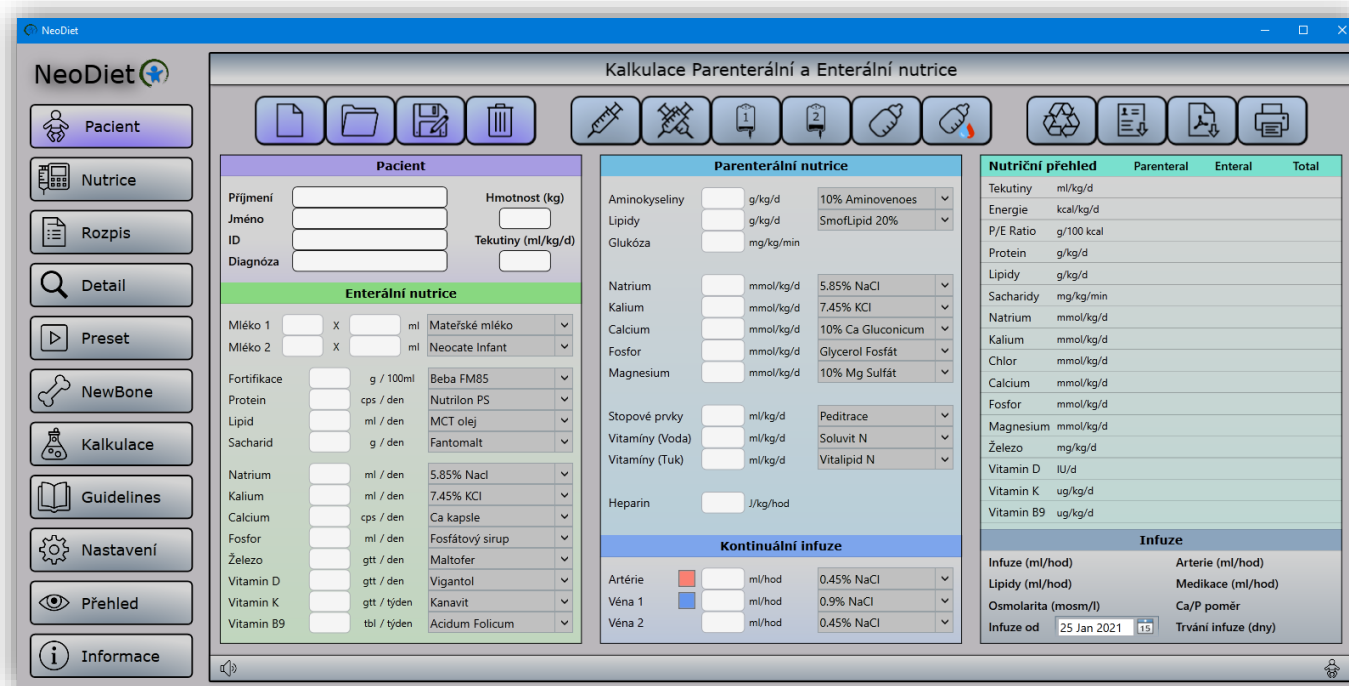 NeoDiet
NeoDiet
Kalkulace Parenterální a Enterální nutrice
Pacient
Nutrice
Rozpis
Detail
Preset
NewBone
Kalkulace
Guidelines
Nastavení
Přehled
Informace
1
2
Pacient
Příjmení
Hmotnost (kg)
Jméno
ID
Tekutiny (ml/kg/d)
Diagnóza
Enterální nutrice
Mléko 1 X ml Mateřské mléko
Mléko 2 X ml Neocate Infant
Fortifikace g / 100ml Beba FM85
Protein cps / den Nutrilon PS
Lipid ml / den MCT olej
Sacharid g / den Fantomalt
Natrium ml / den 5.85% Nacl
Kalium ml / den 7.45% KCl
Calcium cps / den Ca kapsle
Fosfor ml / den Fosfátový sirup
Železo gtt / den Maltofer
Vitamin D gtt / den Vigantol
Vitamin K gtt / týden Kanavit
Vitamin B9 tbl / týden Acidum Folicum
Parenterální nutrice
Aminokyseliny g/kg/d 10% Aminovenoes
Lipidy g/kg/d SmofLipid 20%
Glukóza mg/kg/min
Natrium mmol/kg/d 5.85% NaCl
Kalium mmol/kg/d 7.45% KCl
Calcium mmol/kg/d 10% Ca Gluconicum
Fosfor mmol/kg/d Glycerol Fosfát
Magnesium mmol/kg/d 10% Mg Sulfát
Stopové prvky ml/kg/d Peditrace
Vitamíny (Voda) ml/kg/d Soluvit N
Vitamíny (Tuk) ml/kg/d Vitalipid N
Heparin J/kg/hod
Kontinuální infuze
Artérie ml/hod 0.45% NaCl
Véna 1 ml/hod 0.9% NaCl
Véna 2 ml/hod 0.45% NaCl
Nutriční přehled Parenteral Enteral Total
Tekutiny ml/kg/d
Energie kcal/kg/d
P/E Ratio g/100 kcal
Protein g/kg/d
Lipidy g/kg/d
Sacharidy mg/kg/min
Natrium mmol/kg/d
Kalium mmol/kg/d
Chlor mmol/kg/d
Calcium mmol/kg/d
Fosfor mmol/kg/d
Magnesium mmol/kg/d
Železo mg/kg/d
Vitamin D IU/d
Vitamin K ug/kg/d
Vitamin B9 ug/kg/d
Infuze
Infuze (ml/hod) Arterie (ml/hod)
Lipidy (ml/hod) Medikace (ml/hod)
Osmolarita (mosm/l) Ca/P poměr
Infuze od 25 Jan 2021 15 Trvání infuze (dny)